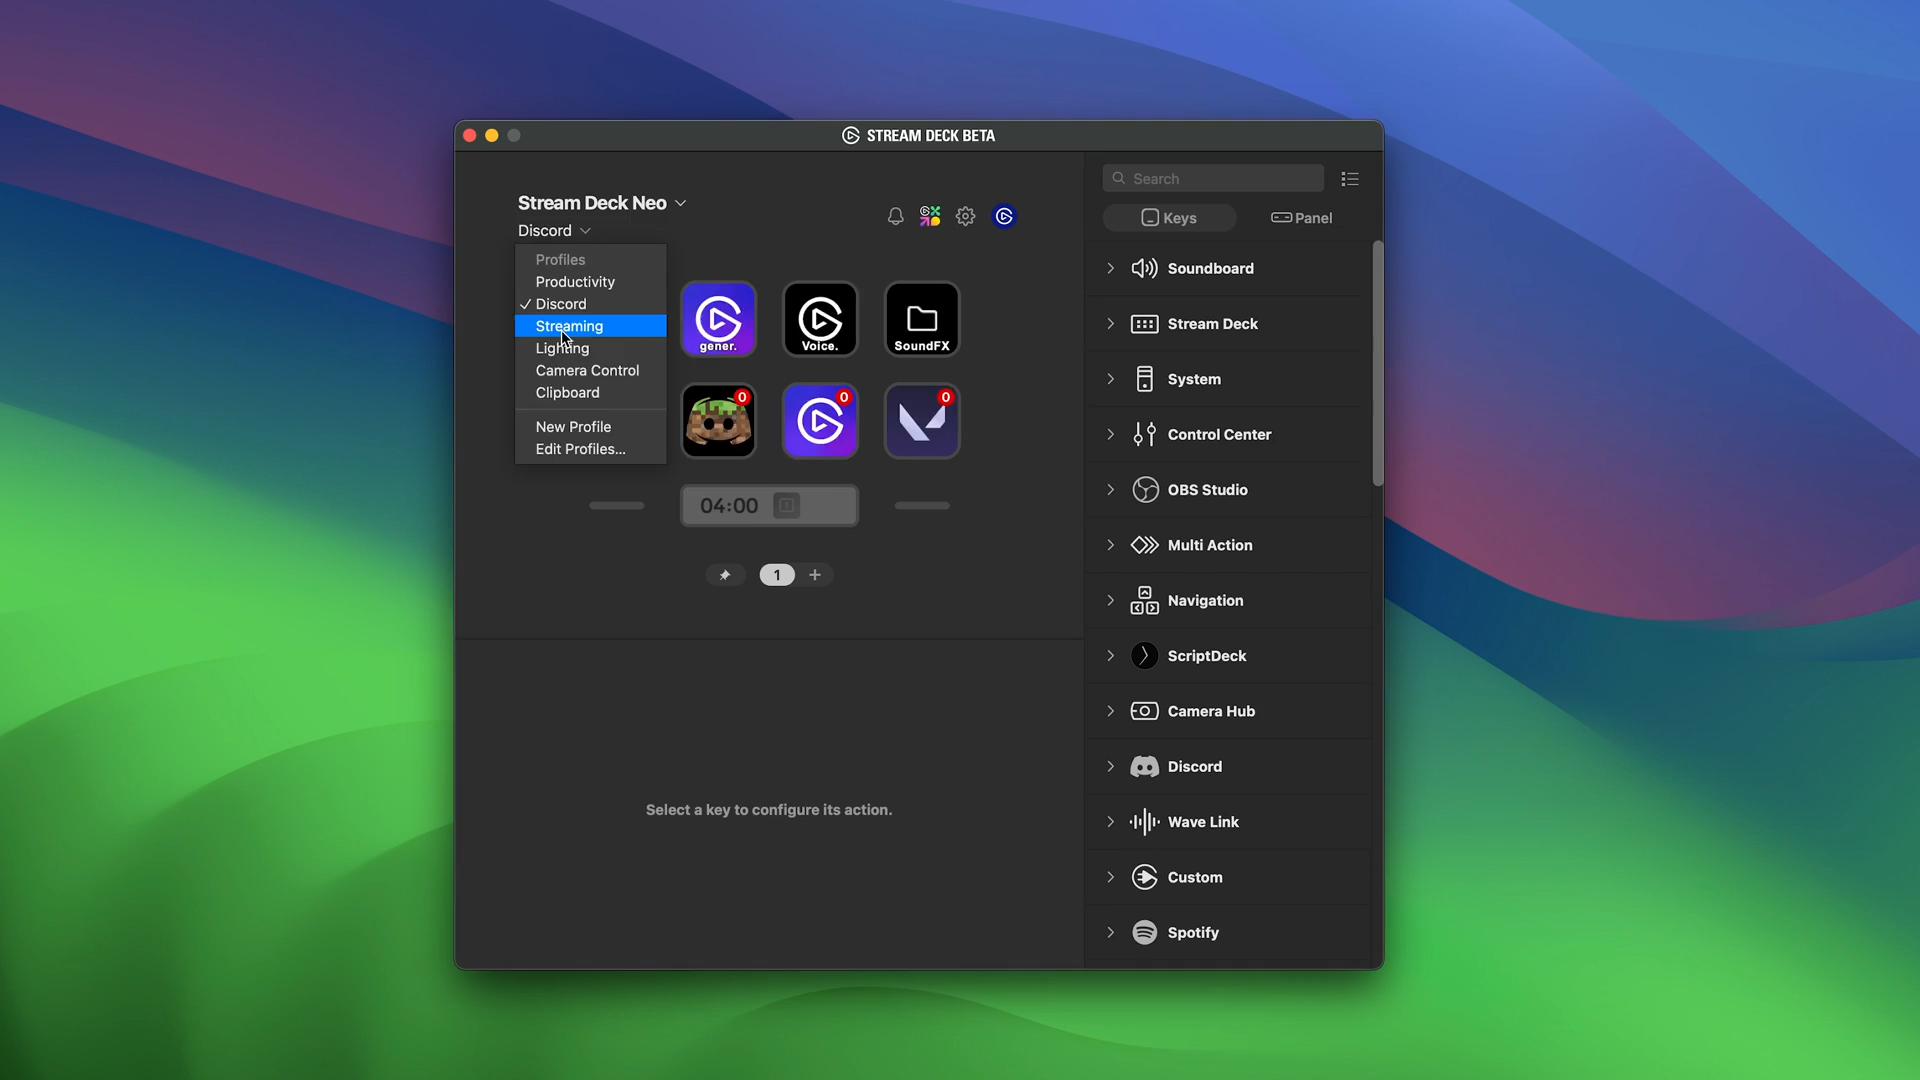 STREAM DECK BETA
Stream Deck Neo
Discord
Profiles
Productivity
✓ Discord
Streaming
Lighting
Camera Control
Clipboard
New Profile
Edit Profiles...
gener.
Voice.
SoundFX
0
0
0
04:00
1
Select a key to configure its action.
Search
Keys
Panel
Soundboard
Stream Deck
System
Control Center
OBS Studio
Multi Action
Navigation
ScriptDeck
Camera Hub
Discord
Wave Link
Custom
Spotify